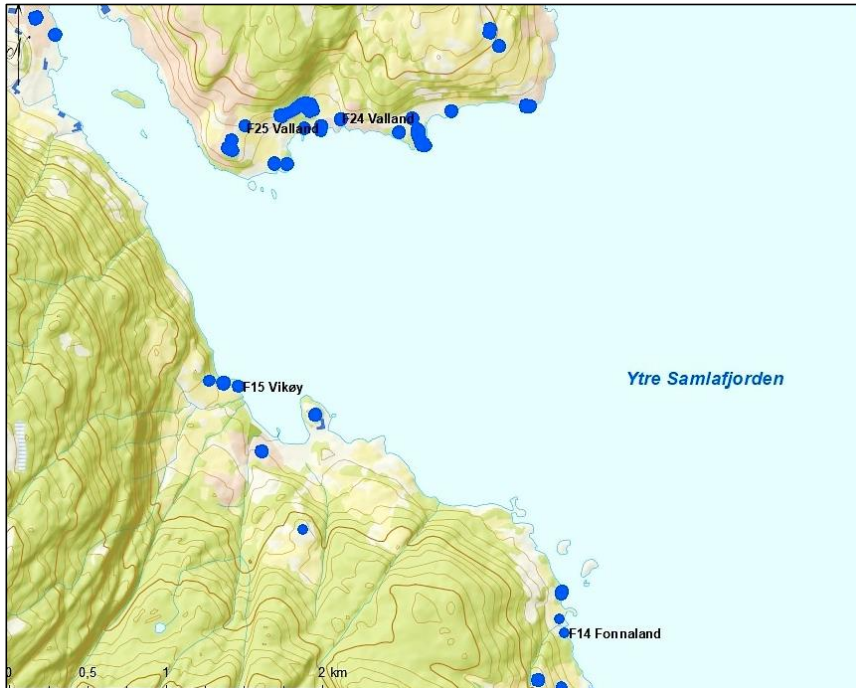 N
F25 Valland
F24 Valland
Ytre Samlafjorden
F15 Vikøy
F14 Fonnaland
0 0,5 1 2 km